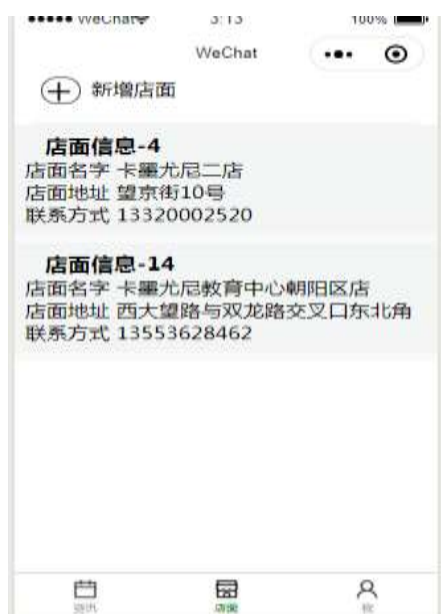 WeChat 3:13 100%
WeChat
新增店面
店面信息-4
店面名字 卡墨尤尼二店
店面地址 望京街10号
联系方式 13320002520
店面信息-14
店面名字 卡墨尤尼教育中心朝阳区店
店面地址 西大望路与双龙路交叉口东北角
联系方式 13553628462
资讯 店面 我